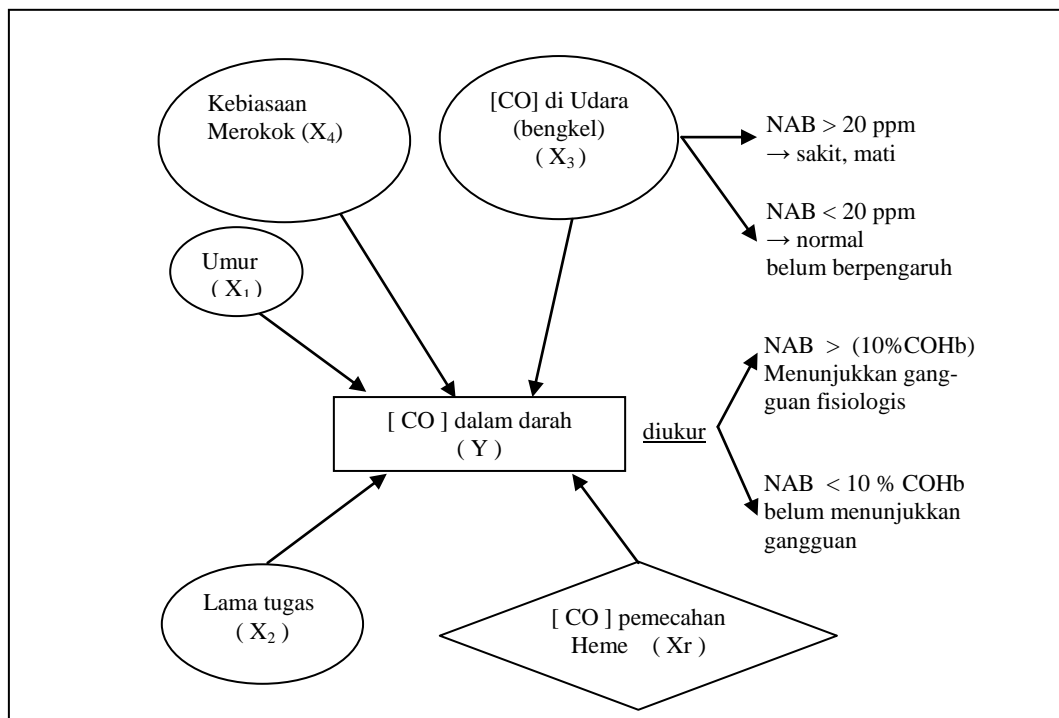 Kebiasaan
Merokok (X₄)
[CO] di Udara
(bengkel)
( X₃ )
NAB > 20 ppm
→ sakit, mati
NAB < 20 ppm
→ normal
belum berpengaruh
Umur
( X₁ )
NAB > (10%COHb)
Menunjukkan gang-
guan fisiologis
[ CO ] dalam darah
( Y )
diukur
NAB < 10 % COHb
belum menunjukkan
gangguan
Lama tugas
( X₂ )
[ CO ] pemecahan
Heme ( Xr )